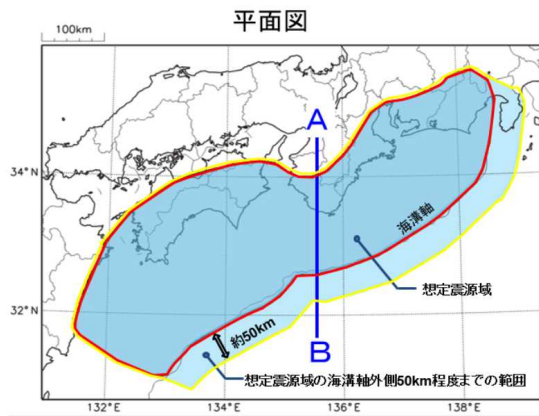 平面図
100km
A
34°N
海溝軸
想定震源域
32°N
約50km
B
想定震源域の海溝軸外側50km程度までの範囲
132°E
134°E
136°E
138°E